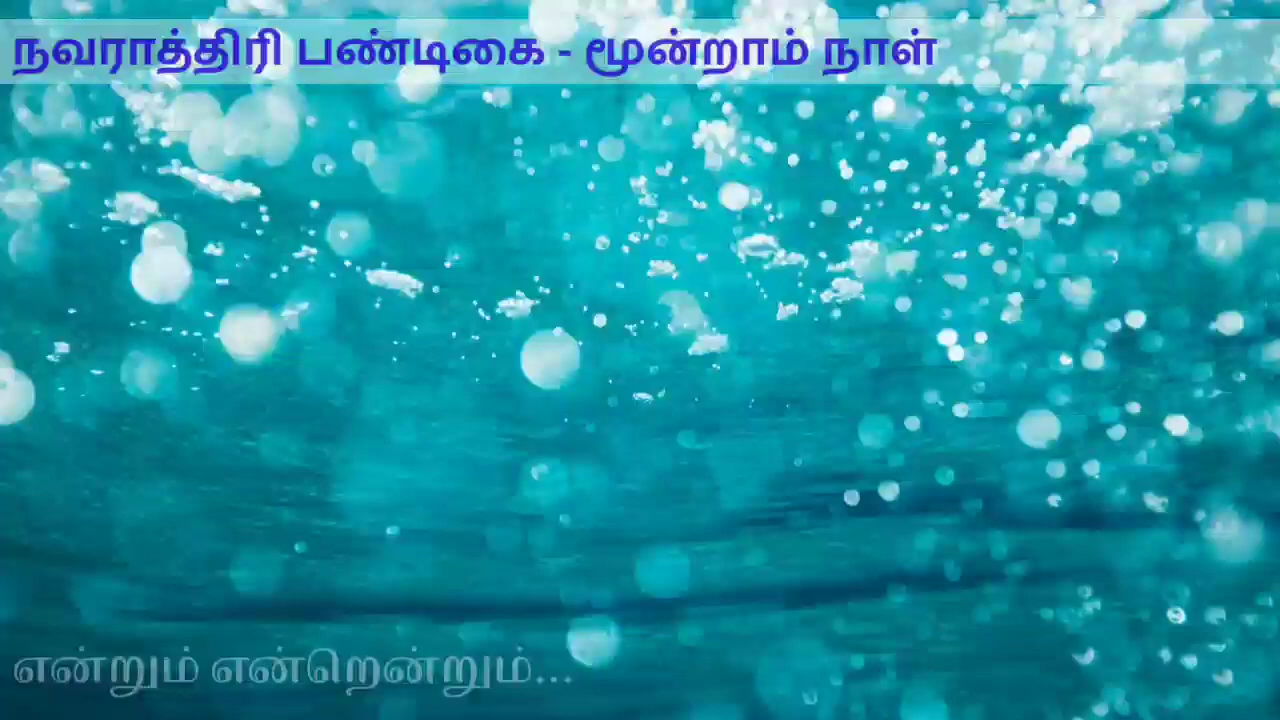 நவராத்திரி பண்டிகை - மூன்றாம் நாள்
என்றும் என்றென்றும்...